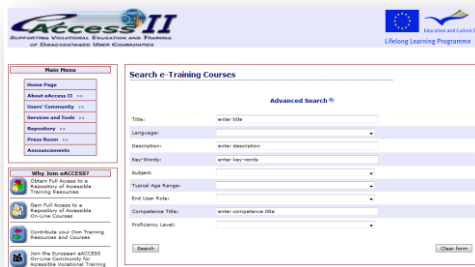 eAccess II
SUPPORTING VOCATIONAL EDUCATION AND TRAINING
OF DISADVANTAGED USER COMMUNITIES
Education and Culture
Lifelong Learning Programme
Main Menu
Home Page
About eAccess II >>
Users' Community >>
Services and Tools >>
Repository >>
Press Room >>
Announcements
Why Join eACCESS?
Obtain Full Access to a
Repository of Accessible
Training Resources
Gain Full Access to a
Repository of Accessible
On-Line Courses
Contribute your Own Training
Resources and Courses
Join the European eACCESS
On-Line Community for
Accessible Vocational Training
Search e-Training Courses
Advanced Search
Title: enter title
Language:
Description: enter description
Key-Words: enter key-words
Subject:
Typical Age Range:
End User Role:
Competence Title: enter competence title
Proficiency Level:
Search Clear form